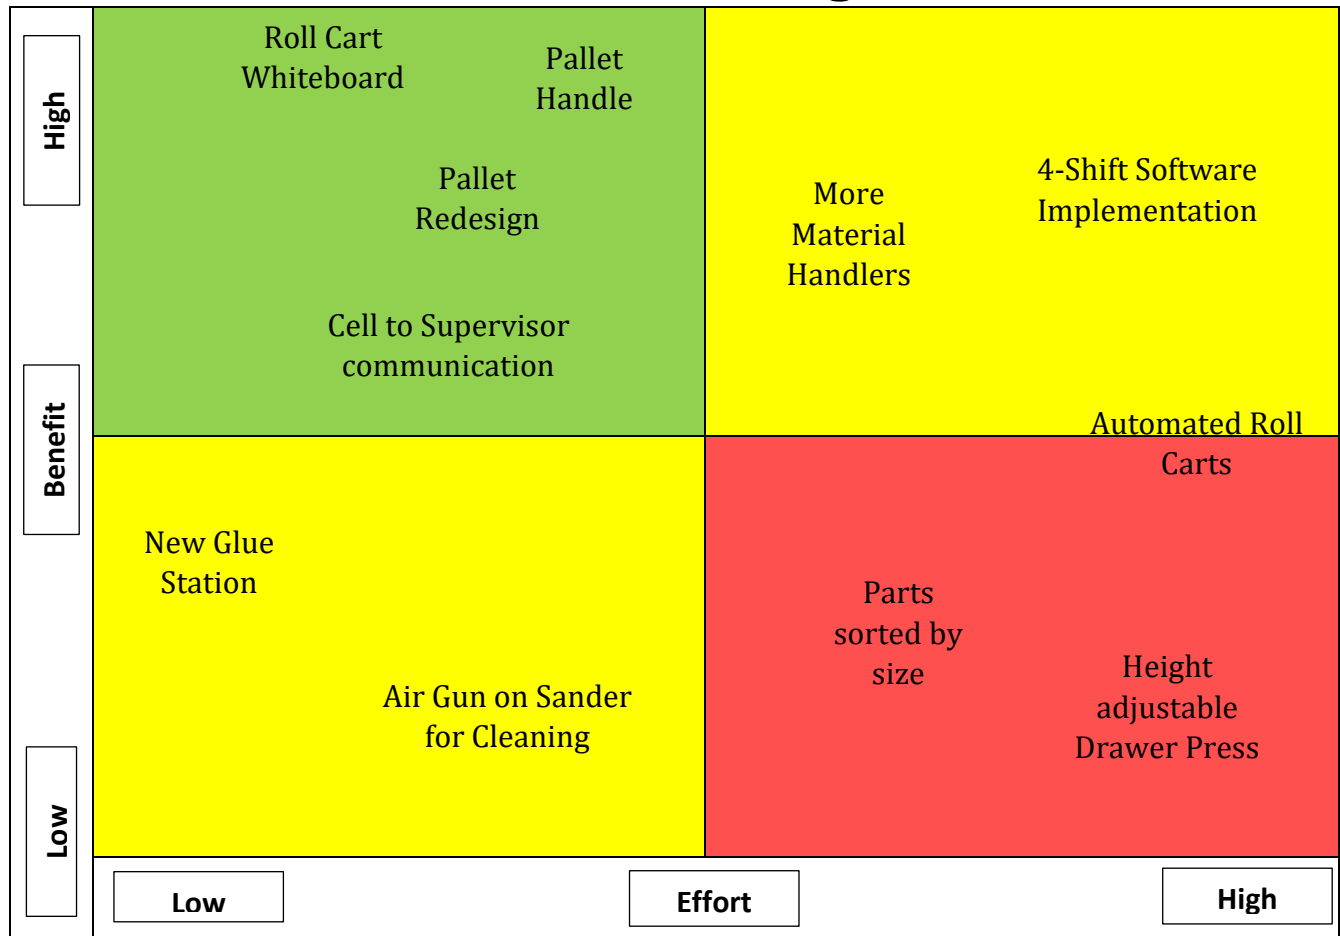 High
Benefit
Low
Roll Cart
Whiteboard
Pallet
Handle
Pallet
Redesign
Cell to Supervisor
communication
More
Material
Handlers
4-Shift Software
Implementation
Automated Roll
Carts
New Glue
Station
Air Gun on Sander
for Cleaning
Parts
sorted by
size
Height
adjustable
Drawer Press
Low
Effort
High